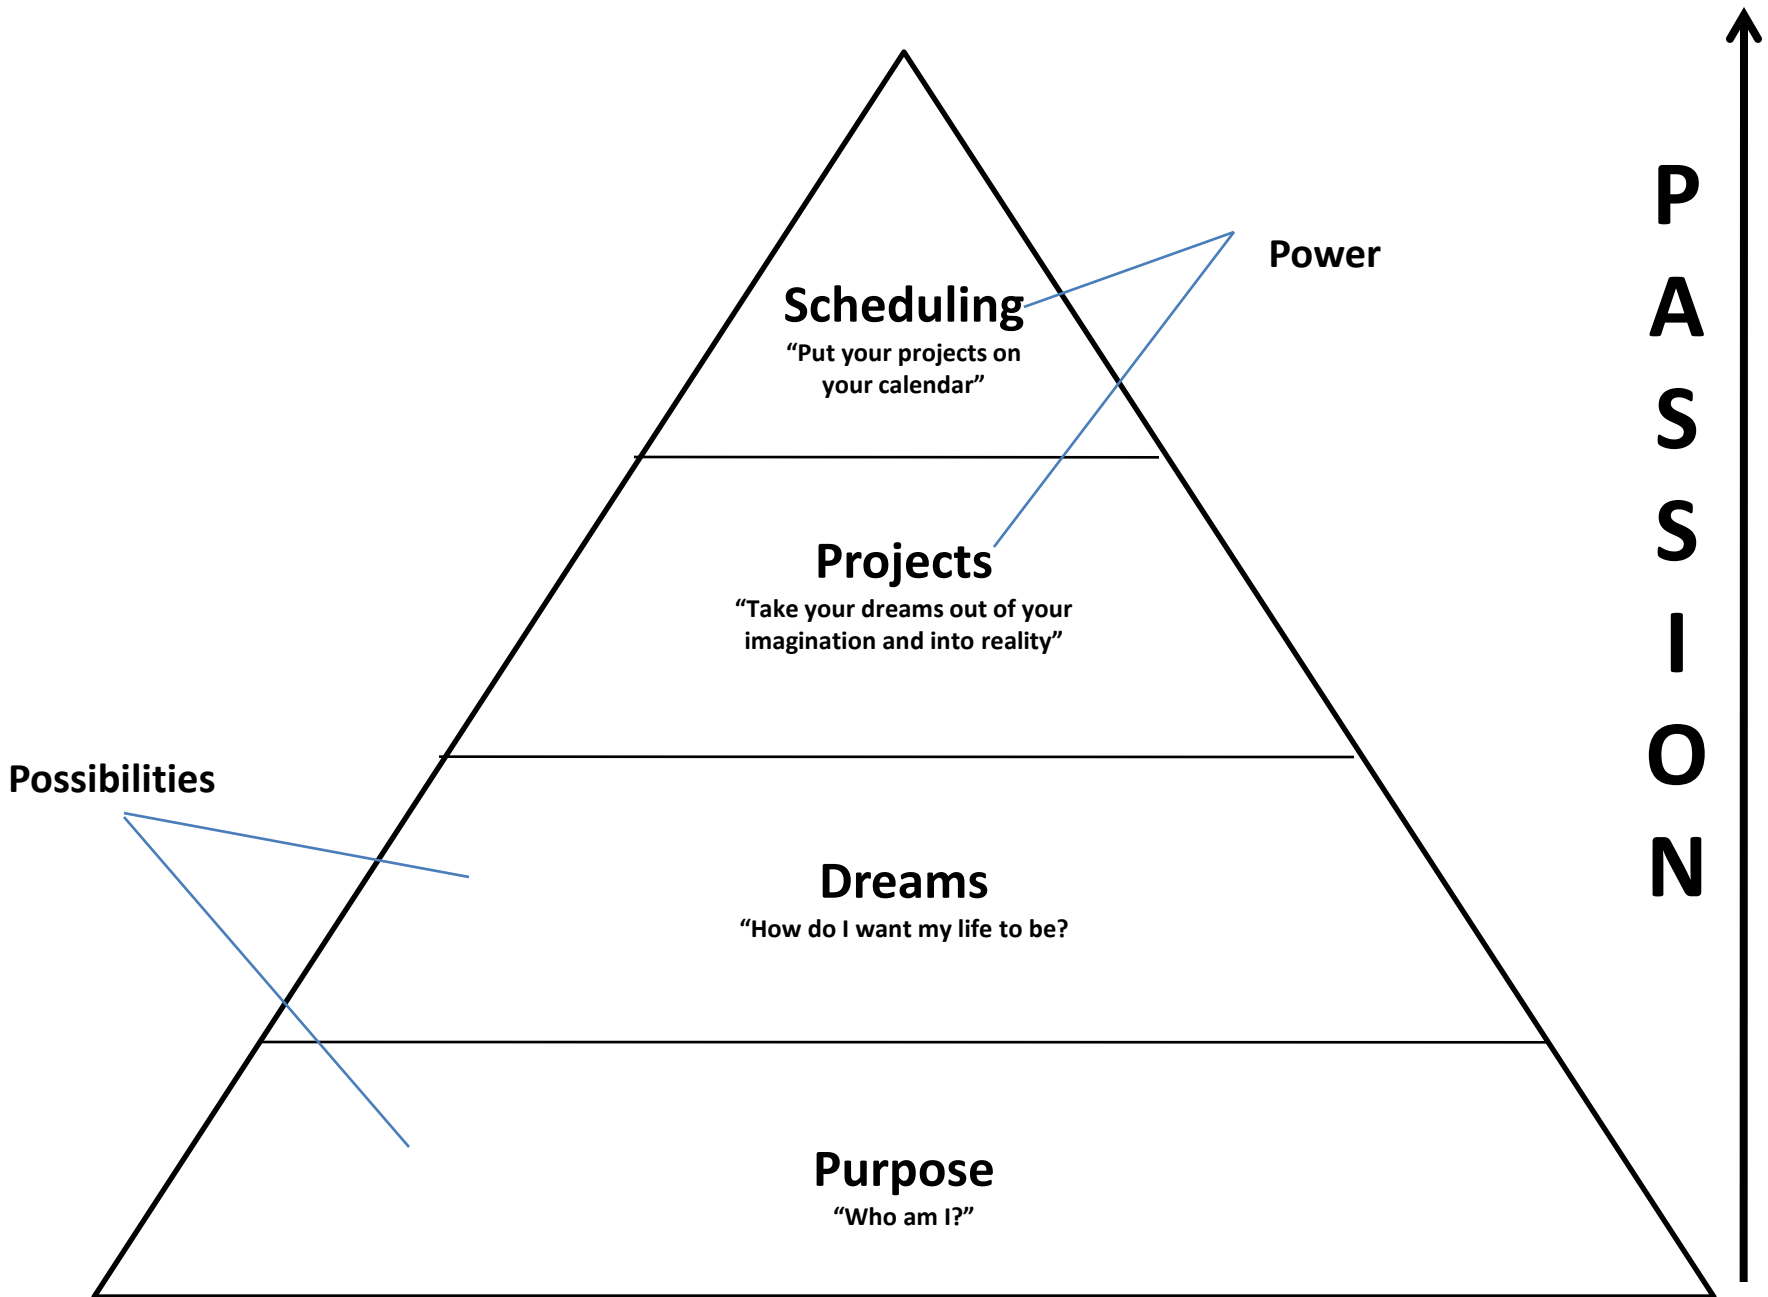 Power
Scheduling
“Put your projects on
your calendar”
Projects
“Take your dreams out of your
imagination and into reality”
Possibilities
Dreams
“How do I want my life to be?
Purpose
“Who am I?”
P
A
S
S
I
O
N